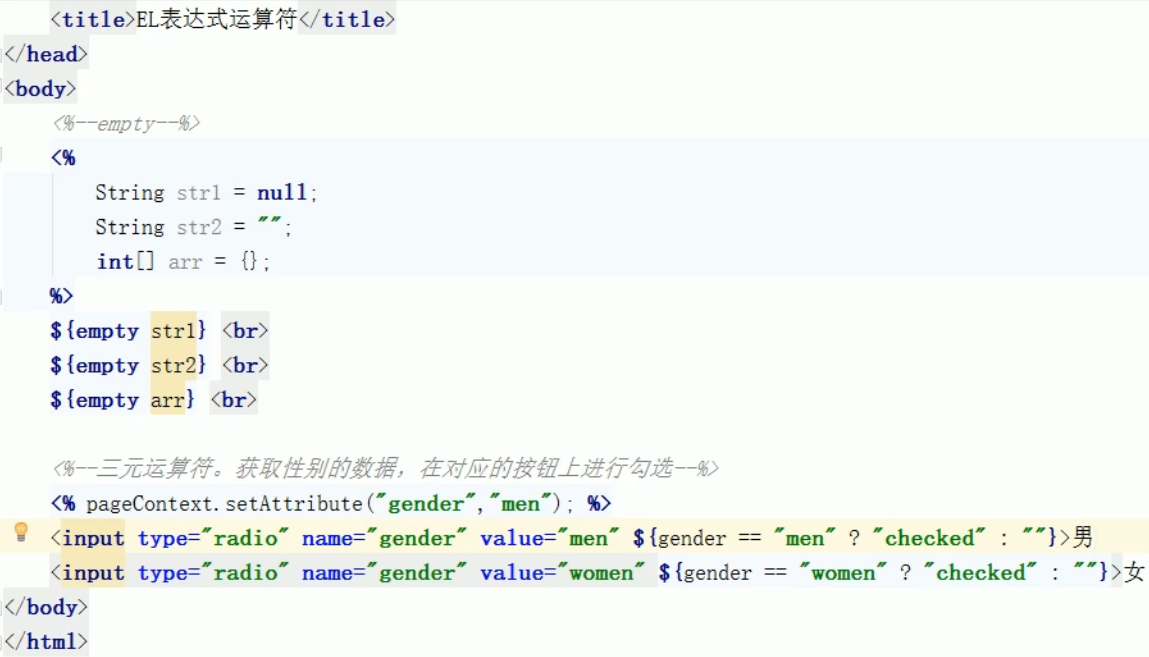 <title>EL表达式运算符</title>
</head>
<body>
<%--empty--%>
<%
String str1 = null;
String str2 = "";
int[] arr = {};
%>
${empty str1} <br>
${empty str2} <br>
${empty arr} <br>
<%--三元运算符。获取性别的数据，在对应的按钮上进行勾选--%>
<% pageContext.setAttribute("gender","men"); %>
<input type="radio" name="gender" value="men" ${gender == "men" ? "checked" : ""}>男
<input type="radio" name="gender" value="women" ${gender == "women" ? "checked" : ""}>女
</body>
</html>